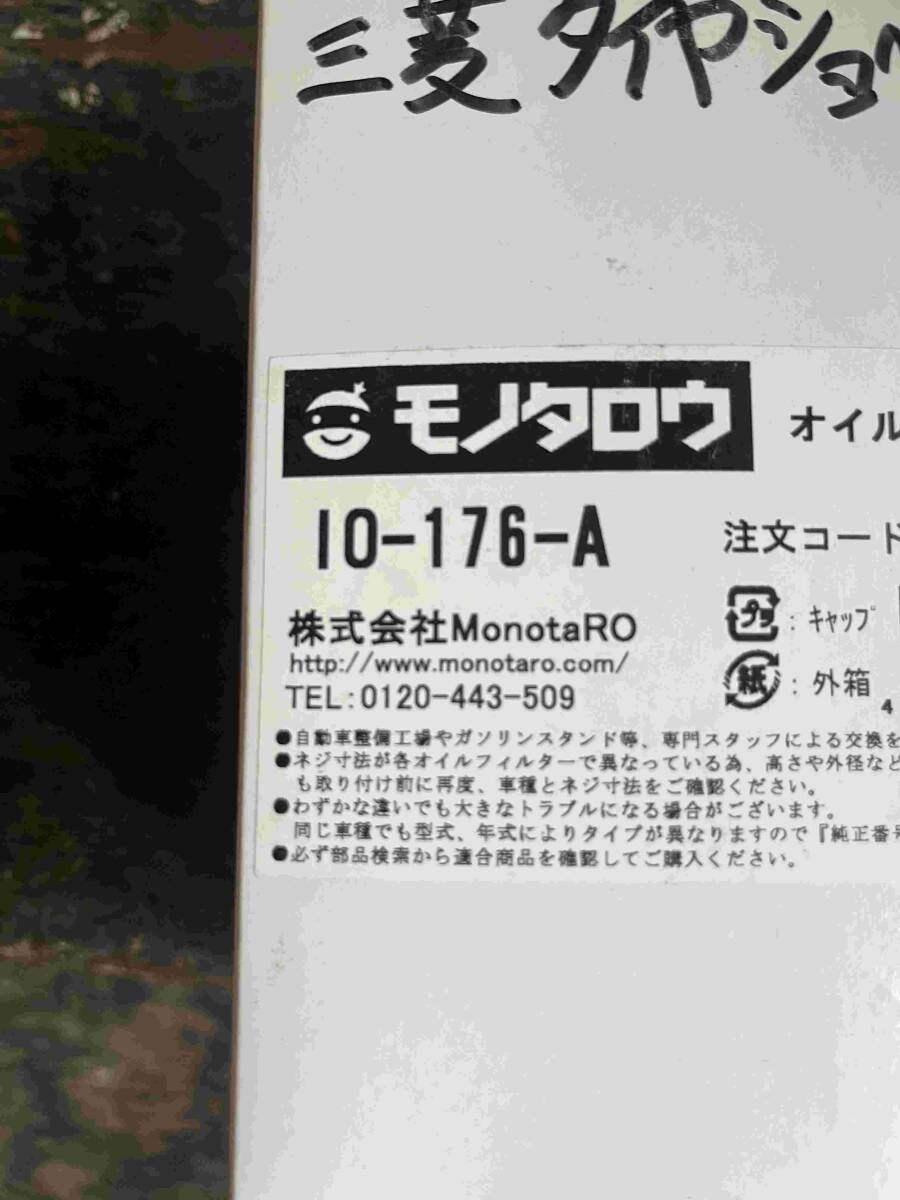 三菱 ダイヤショ
モノタロウ オイル
IO-176-A 注文コード
株式会社MonotaRO プラ : キャップ
http://www.monotaro.com/
TEL:0120-443-509 紙 : 外箱 4
●自動車整備工場やガソリンスタンド等、専門スタッフによる交換を
●ネジ寸法が各オイルフィルターで異なっている為、高さや外径など
も取り付け前に再度、車種とネジ寸法をご確認ください。
●わずかな違いでも大きなトラブルになる場合がございます。
同じ車種でも型式、年式によりタイプが異なりますので『純正番号
●必ず部品検索から適合商品を確認してご購入ください。